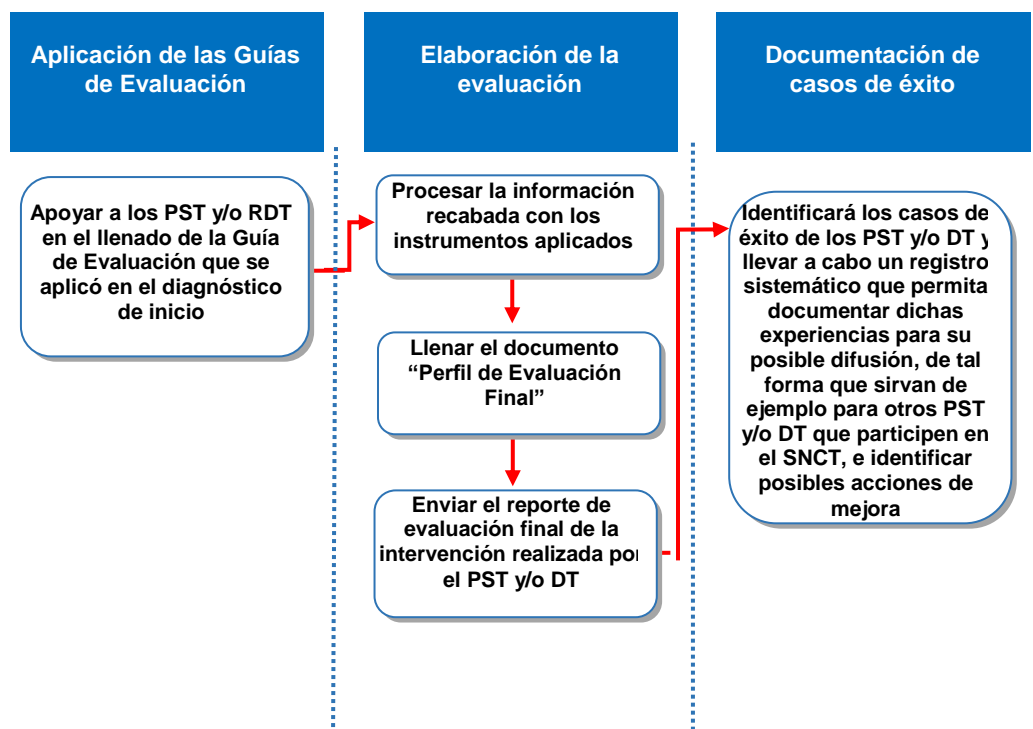 Aplicación de las Guías
de Evaluación
Elaboración de la
evaluación
Documentación de
casos de éxito
Apoyar a los PST y/o RDT
en el llenado de la Guía
de Evaluación que se
aplicó en el diagnóstico
de inicio
Procesar la información
recabada con los
instrumentos aplicados
Llenar el documento
“Perfil de Evaluación
Final”
Enviar el reporte de
evaluación final de la
intervención realizada por
el PST y/o DT
Identificará los casos de
éxito de los PST y/o DT y
llevar a cabo un registro
sistemático que permita
documentar dichas
experiencias para su
posible difusión, de tal
forma que sirvan de
ejemplo para otros PST
y/o DT que participen en
el SNCT, e identificar
posibles acciones de
mejora